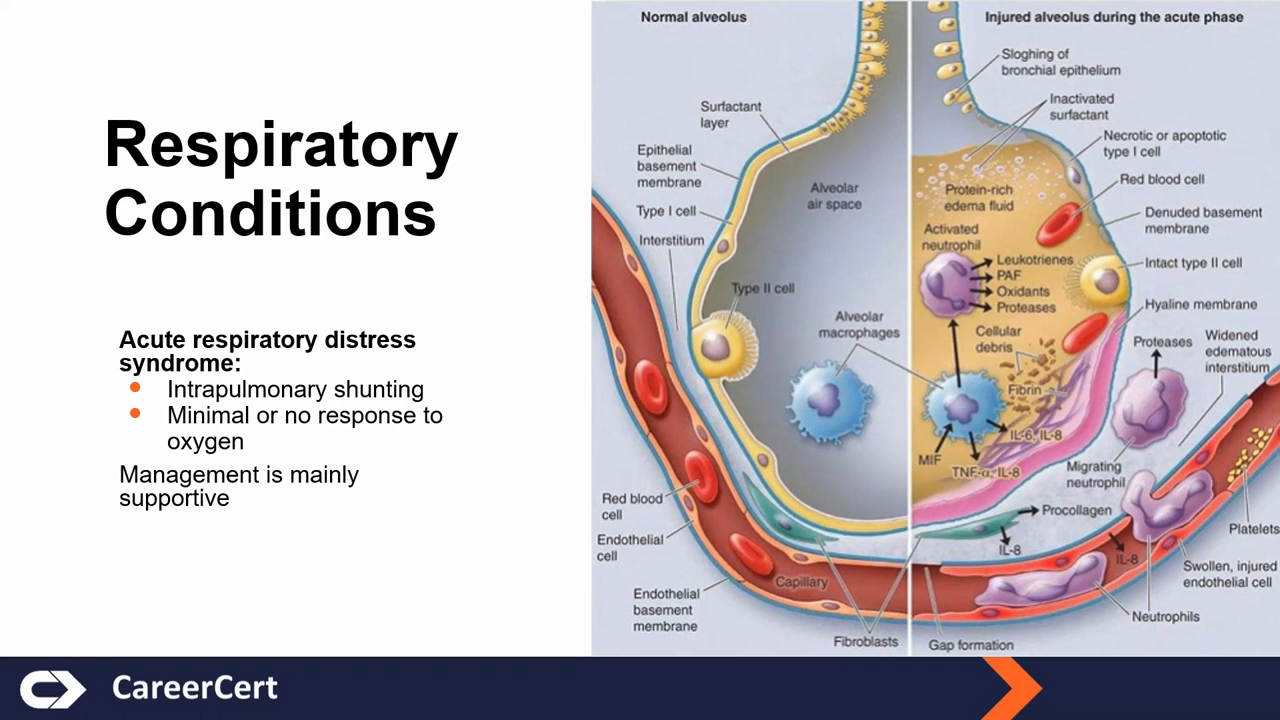 Respiratory
Conditions
Acute respiratory distress
syndrome:
Intrapulmonary shunting
Minimal or no response to
oxygen
Management is mainly
supportive
Normal alveolus
Surfactant
layer
Epithelial
basement
membrane
Type I cell
Interstitium
Alveolar
air space
Type II cell
Alveolar
macrophages
Red blood
cell
Endothelial
cell
Endothelial
basement
membrane
Capillary
Fibroblasts
Injured alveolus during the acute phase
Sloghing of
bronchial epithelium
Inactivated
surfactant
Necrotic or apoptotic
type I cell
Red blood cell
Protein-rich
edema fluid
Denuded basement
membrane
Activated
neutrophil
Leukotrienes
PAF
Oxidants
Proteases
Intact type II cell
Hyaline membrane
Cellular
debris
Proteases
Widened
edematous
interstitium
Fibrin
IL-6, IL-8
MIF
TNF-α, IL-8
Migrating
neutrophil
Procollagen
IL-8
IL-8
Platelets
Swollen, injured
endothelial cell
Neutrophils
Gap formation
CareerCert